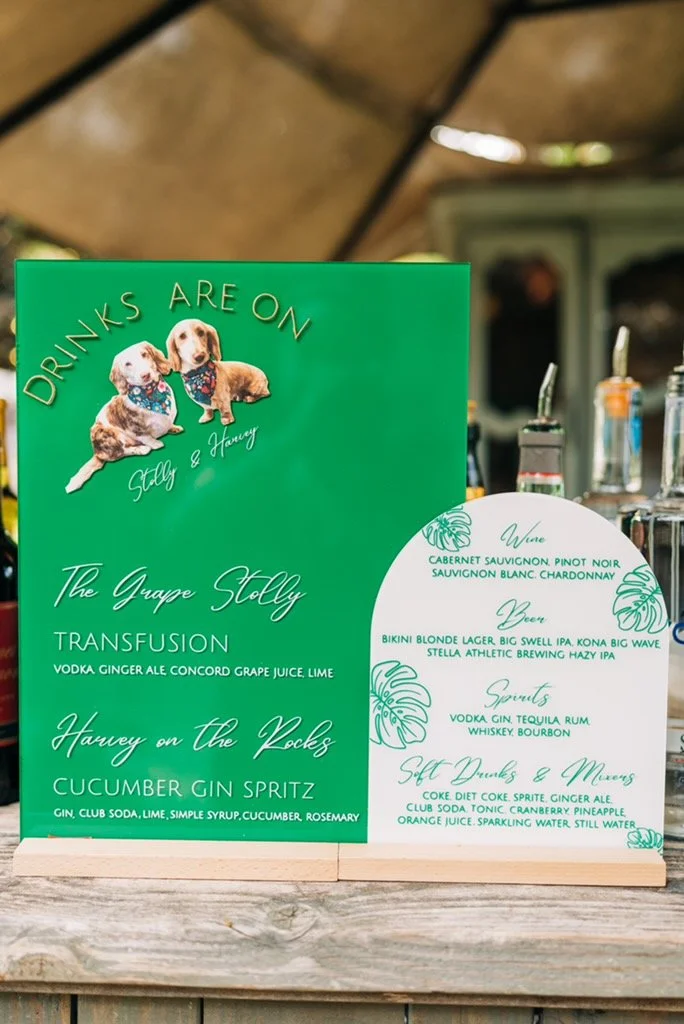 DRINKS ARE ON
Stolly & Harvey
The Grape Stolly
TRANSFUSION
VODKA, GINGER ALE, CONCORD GRAPE JUICE, LIME
Harvey on the Rocks
CUCUMBER GIN SPRITZ
GIN, CLUB SODA, LIME, SIMPLE SYRUP, CUCUMBER, ROSEMARY
Wine
CABERNET SAUVIGNON, PINOT NOIR
SAUVIGNON BLANC, CHARDONNAY
Beer
BIKINI BLONDE LAGER, BIG SWELL IPA, KONA BIG WAVE,
STELLA, ATHLETIC BREWING HAZY IPA
Spirits
VODKA, GIN, TEQUILA, RUM,
WHISKEY, BOURBON
Soft Drinks & Mixers
COKE, DIET COKE, SPRITE, GINGER ALE,
CLUB SODA, TONIC, CRANBERRY, PINEAPPLE,
ORANGE JUICE, SPARKLING WATER, STILL WATER